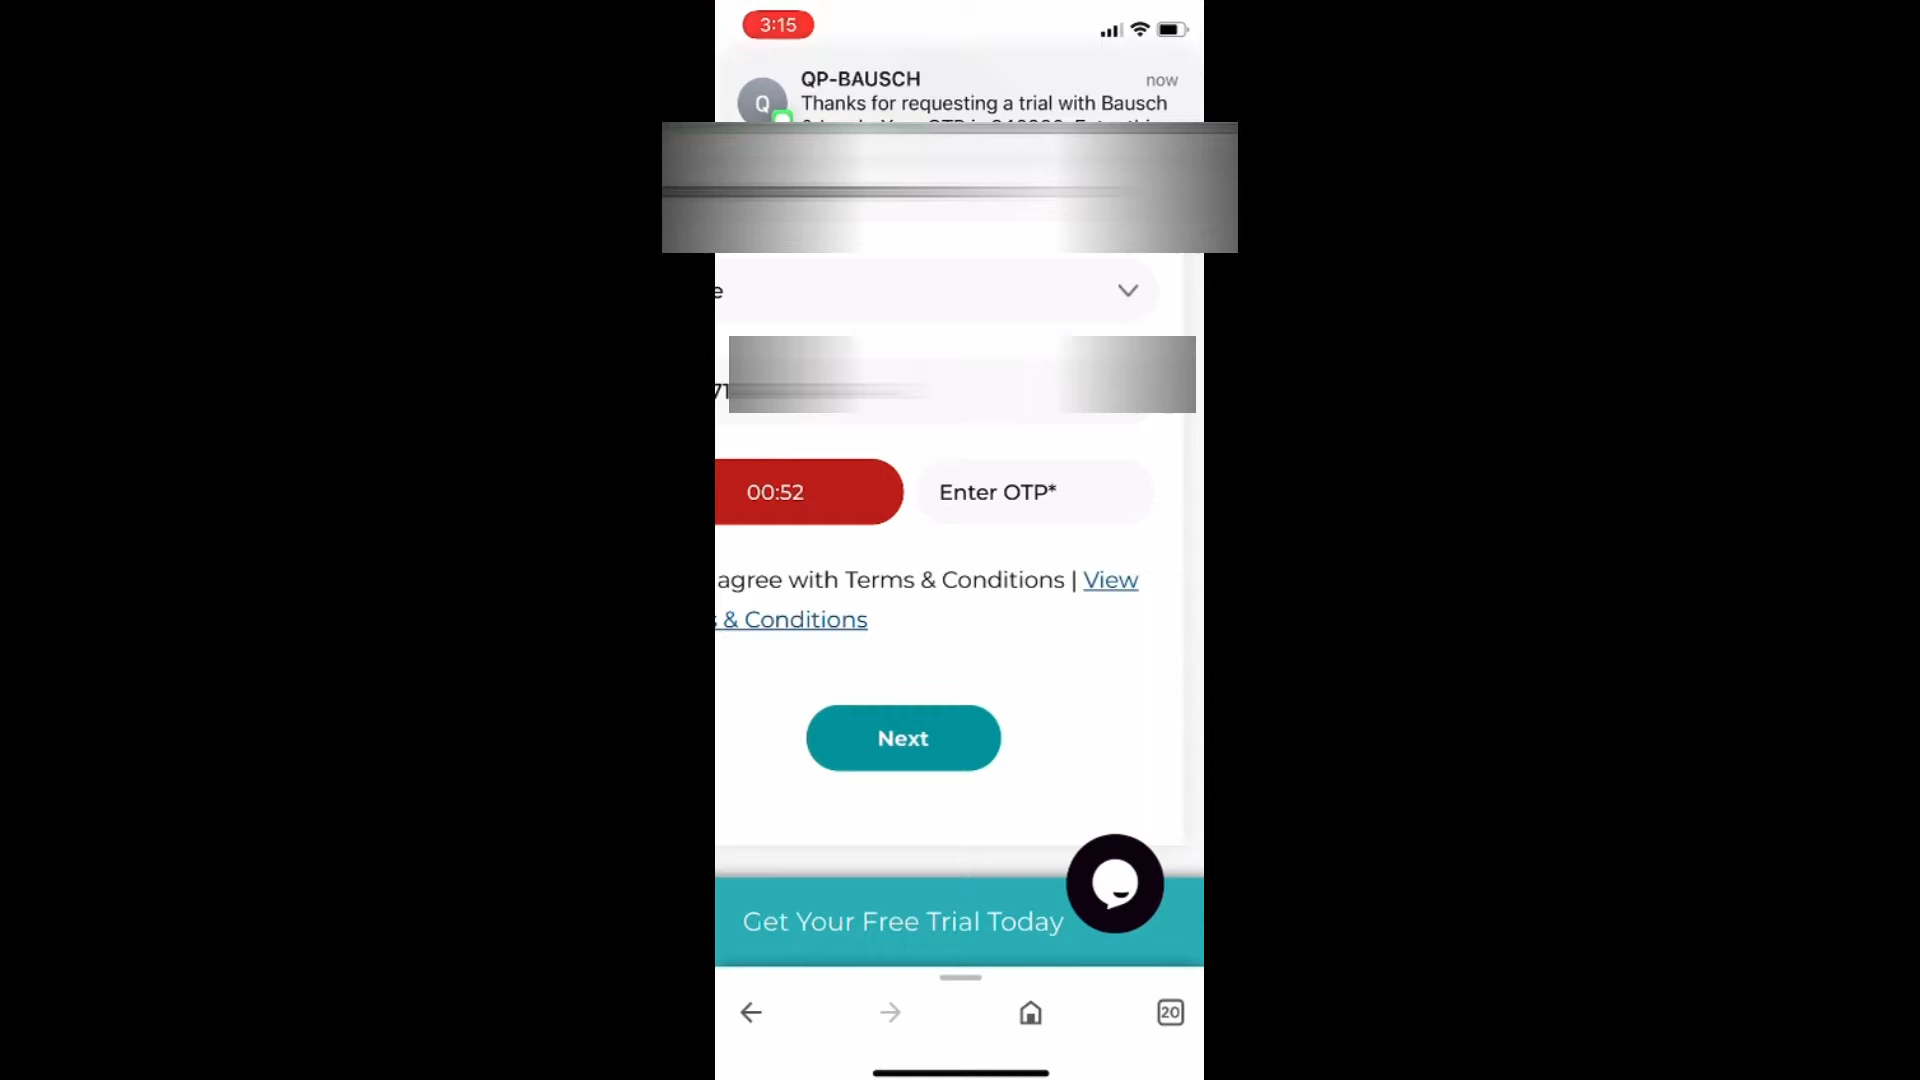 3:15
QP-BAUSCH
now
Q
Thanks for requesting a trial with Bausch
e
71
00:52
Enter OTP*
agree with Terms & Conditions | View
& Conditions
Next
Get Your Free Trial Today
20